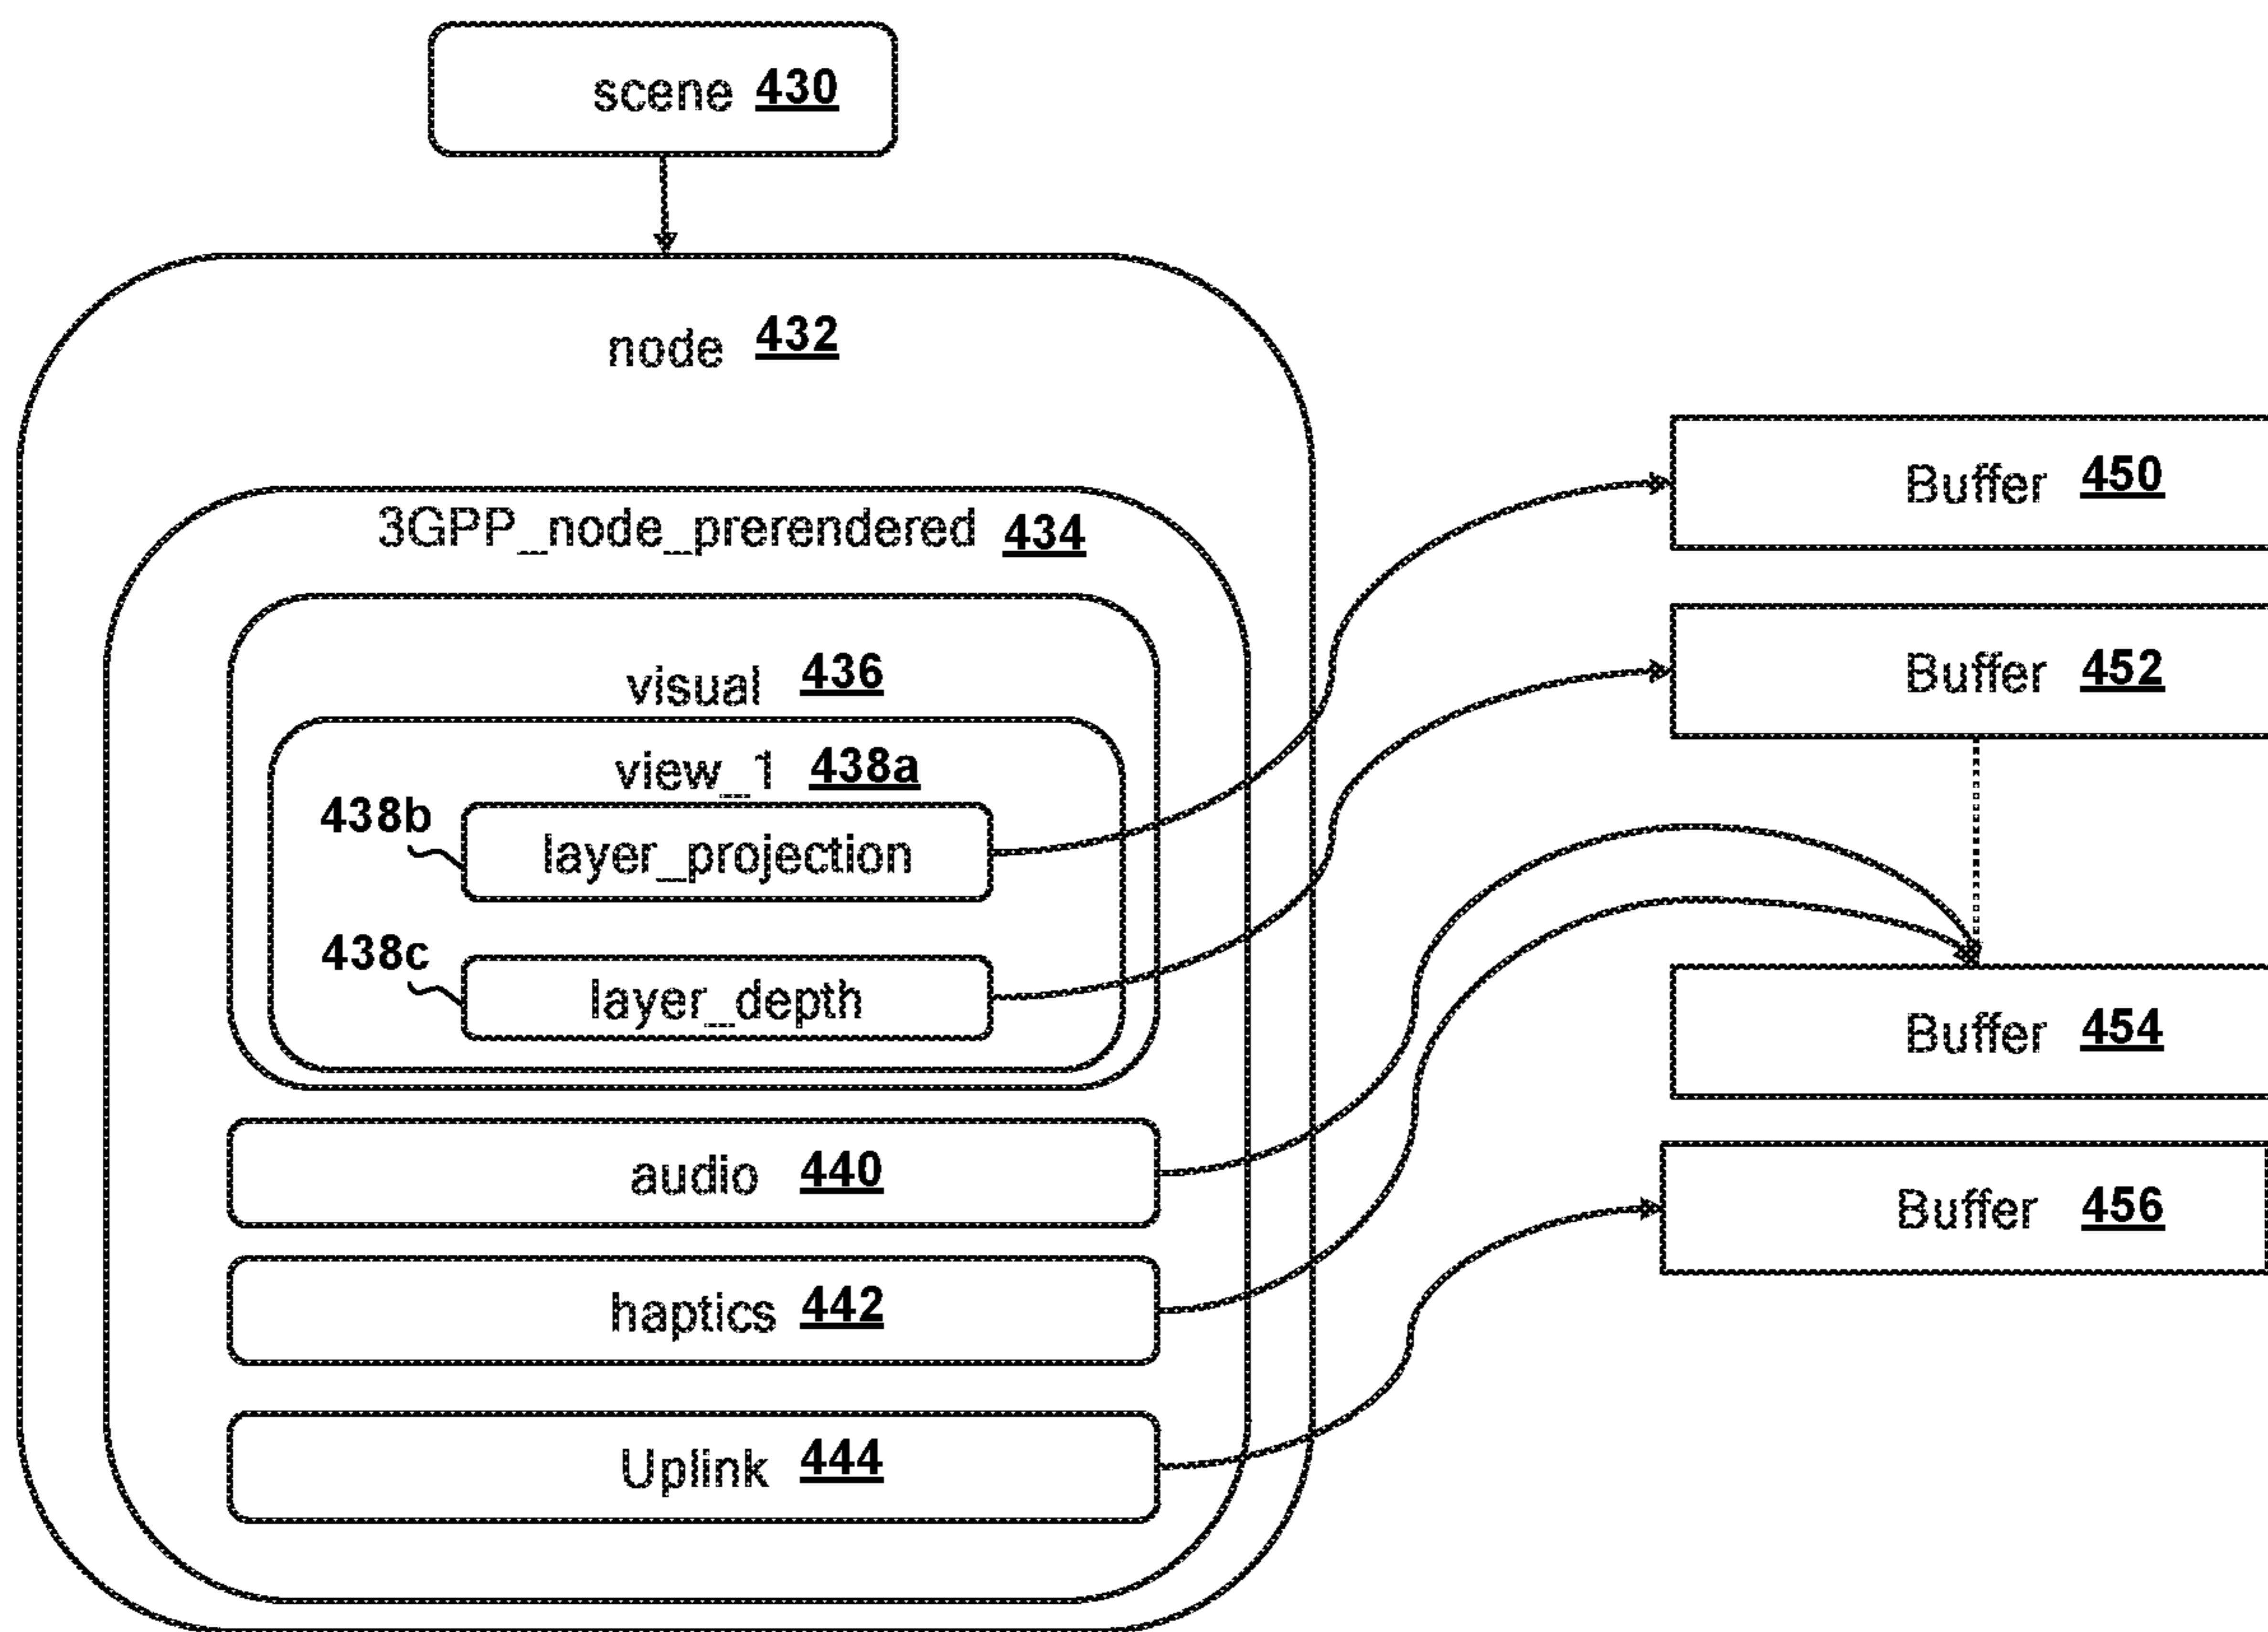 scene 430
node 432
3GPP_node_prerendered 434
visual 436
view_1 438a
438b
layer_projection
438c
layer_depth
audio 440
haptics 442
Uplink 444
Buffer 450
Buffer 452
Buffer 454
Buffer 456